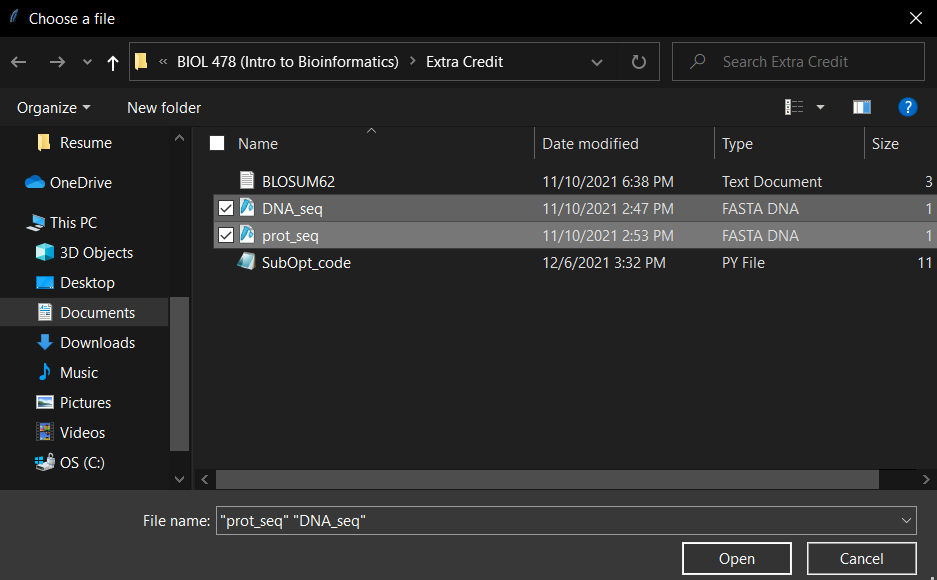 Choose a file
« BIOL 478 (Intro to Bioinformatics) > Extra Credit
Search Extra Credit
Organize
New folder
?
Resume
OneDrive
This PC
3D Objects
Desktop
Documents
Downloads
Music
Pictures
Videos
OS (C:)
Name Date modified Type Size
BLOSUM62 11/10/2021 6:38 PM Text Document 3
DNA_seq 11/10/2021 2:47 PM FASTA DNA 1
prot_seq 11/10/2021 2:53 PM FASTA DNA 1
SubOpt_code 12/6/2021 3:32 PM PY File 11
File name: "prot_seq" "DNA_seq"
Open
Cancel